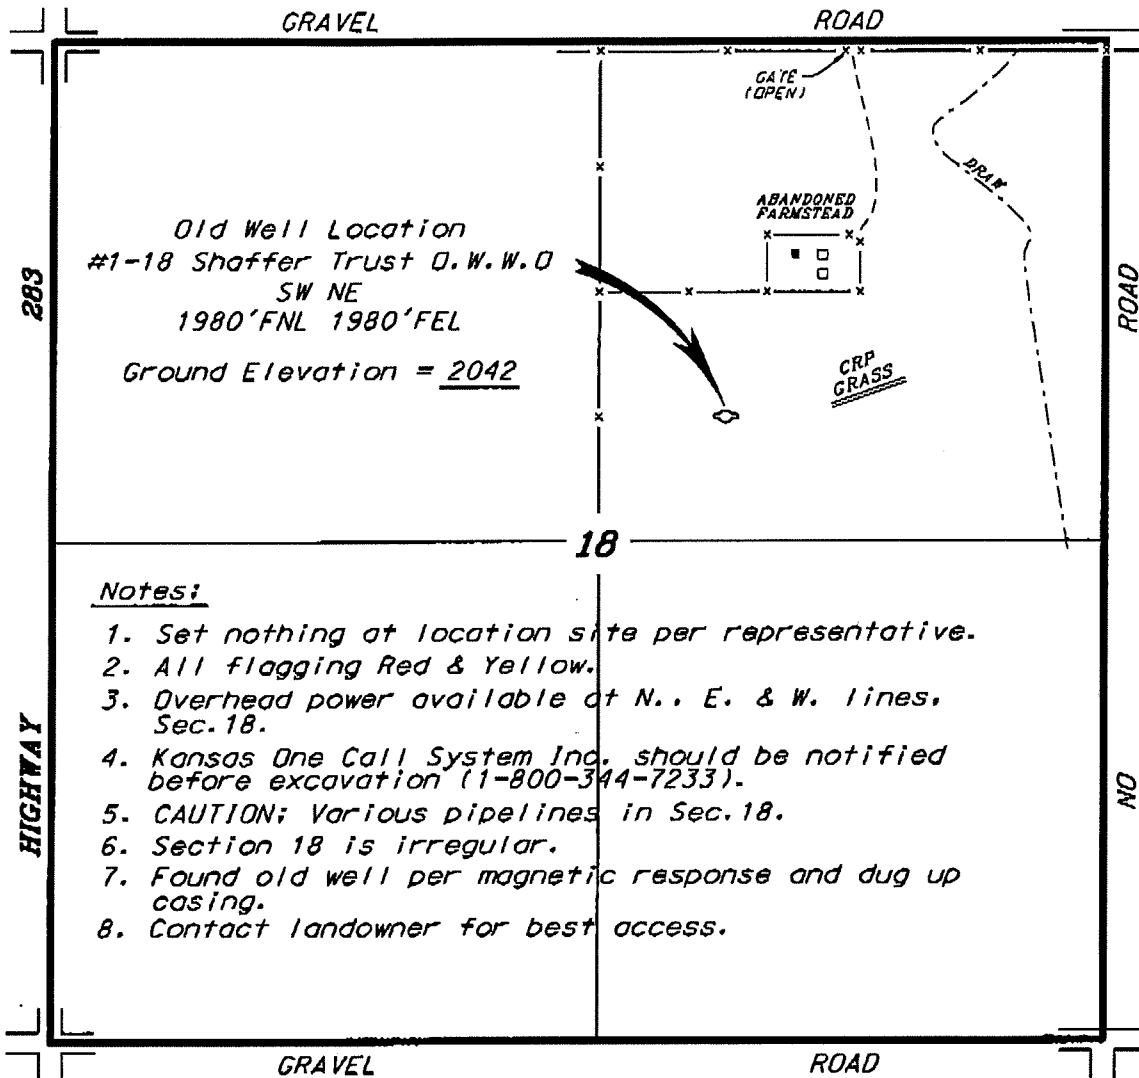 GRAVEL ROAD
GATE
(OPEN)
DRAW
ABANDONED
FARMSTEAD
Old Well Location
#1-18 Shaffer Trust O.W.W.O
SW NE
1980'FNL 1980'FEL
Ground Elevation = 2042
283
ROAD
CRP
GRASS
18
Notes:
1. Set nothing at location site per representative.
2. All flagging Red & Yellow.
3. Overhead power available at N., E. & W. lines,
Sec.18.
4. Kansas One Call System Inc. should be notified
before excavation (1-800-344-7233).
5. CAUTION: Various pipelines in Sec.18.
6. Section 18 is irregular.
7. Found old well per magnetic response and dug up
casing.
8. Contact landowner for best access.
HIGHWAY
NO
GRAVEL ROAD